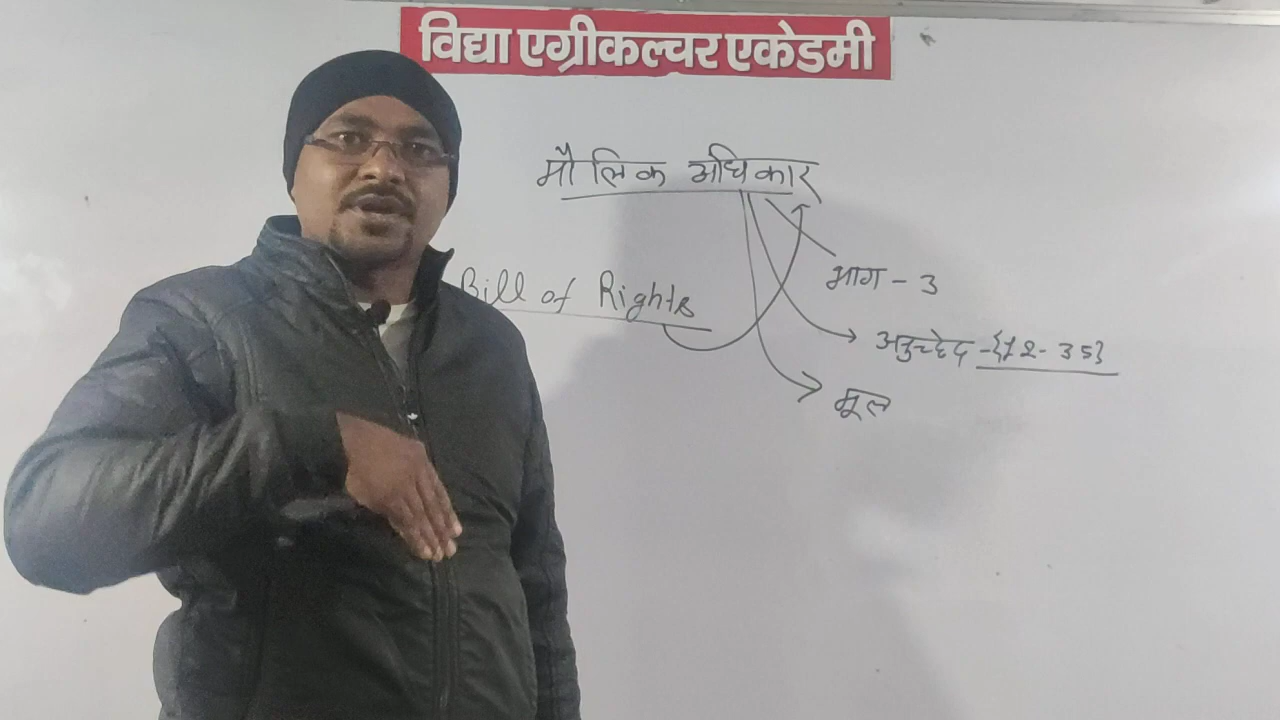 विद्या एग्रीकल्चर एकेडमी
मौलिक अधिकार
भाग - 3
Bill of Rights
अनुच्छेद - {12 - 35}
मूल